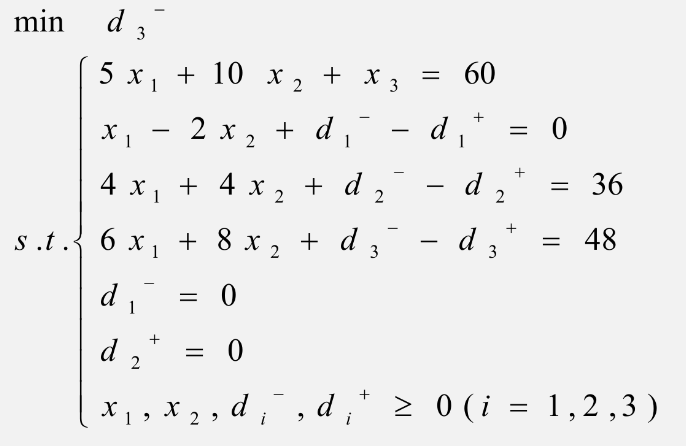 min d₃⁻
5x₁ + 10x₂ + x₃ = 60
x₁ − 2x₂ + d₁⁻ − d₁⁺ = 0
4x₁ + 4x₂ + d₂⁻ − d₂⁺ = 36
s.t. 6x₁ + 8x₂ + d₃⁻ − d₃⁺ = 48
d₁⁻ = 0
d₂⁺ = 0
x₁, x₂, dᵢ⁻, dᵢ⁺ ≥ 0 (i = 1,2,3)